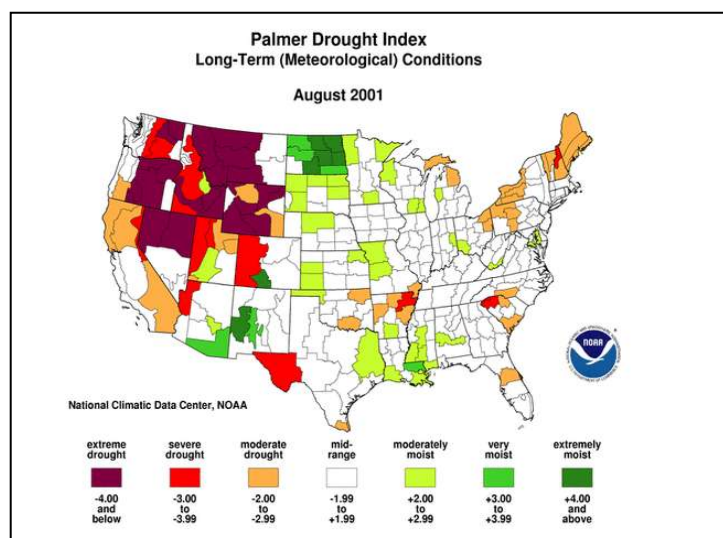 Palmer Drought Index
Long-Term (Meteorological) Conditions
August 2001
NOAA
National Climatic Data Center, NOAA
extreme drought
severe drought
moderate drought
mid-range
moderately moist
very moist
extremely moist
-4.00 and below
-3.00 to -3.99
-2.00 to -2.99
-1.99 to +1.99
+2.00 to +2.99
+3.00 to +3.99
+4.00 and above